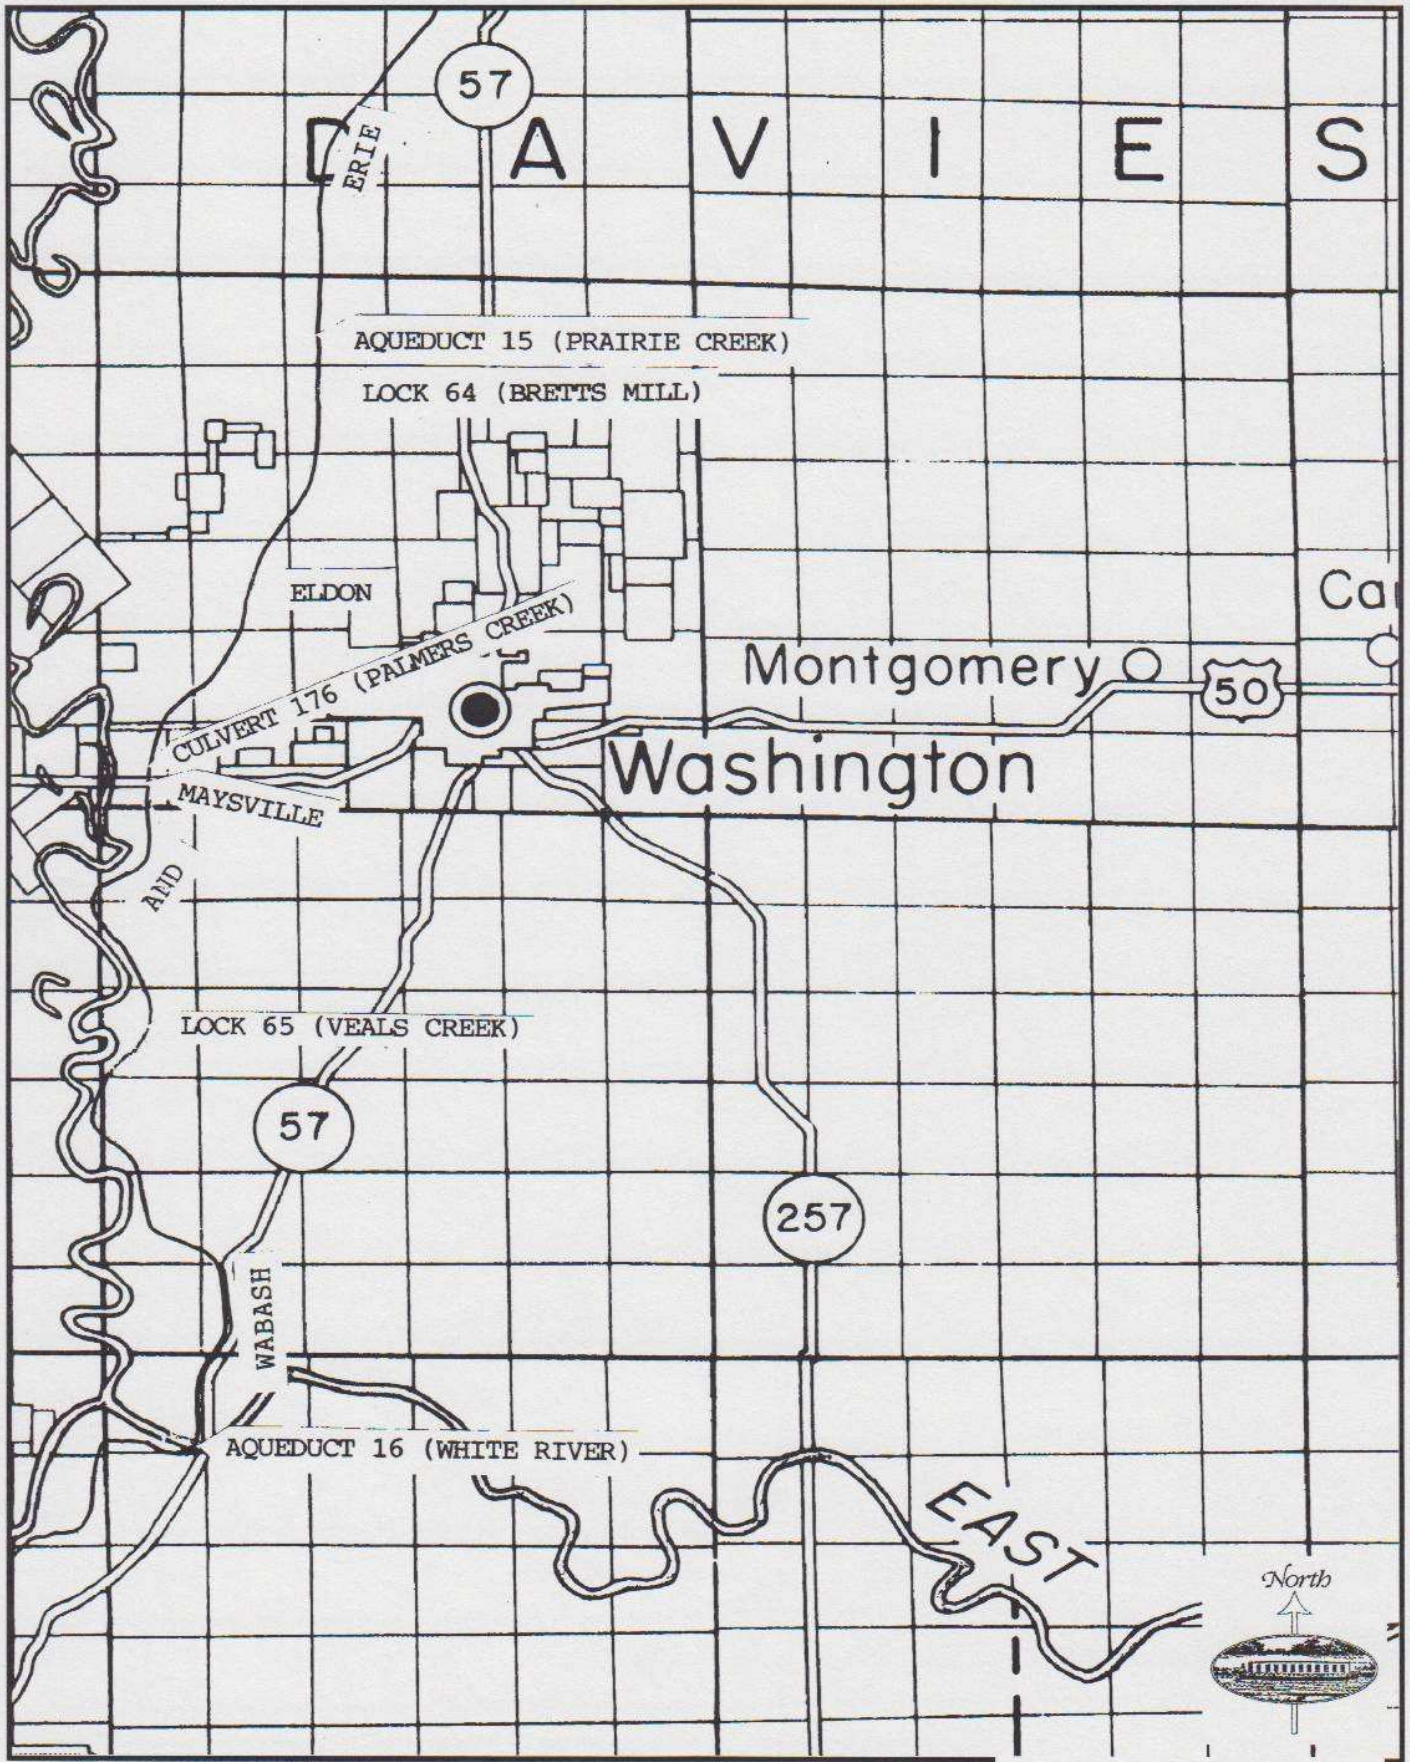 57
D A V I E S
ERIE
AQUEDUCT 15 (PRAIRIE CREEK)
LOCK 64 (BRETTS MILL)
ELDON
Ca
CULVERT 176 (PALMERS CREEK)
Montgomery
50
Washington
MAYSVILLE
AND
LOCK 65 (VEALS CREEK)
57
257
WABASH
AQUEDUCT 16 (WHITE RIVER)
EAST
North